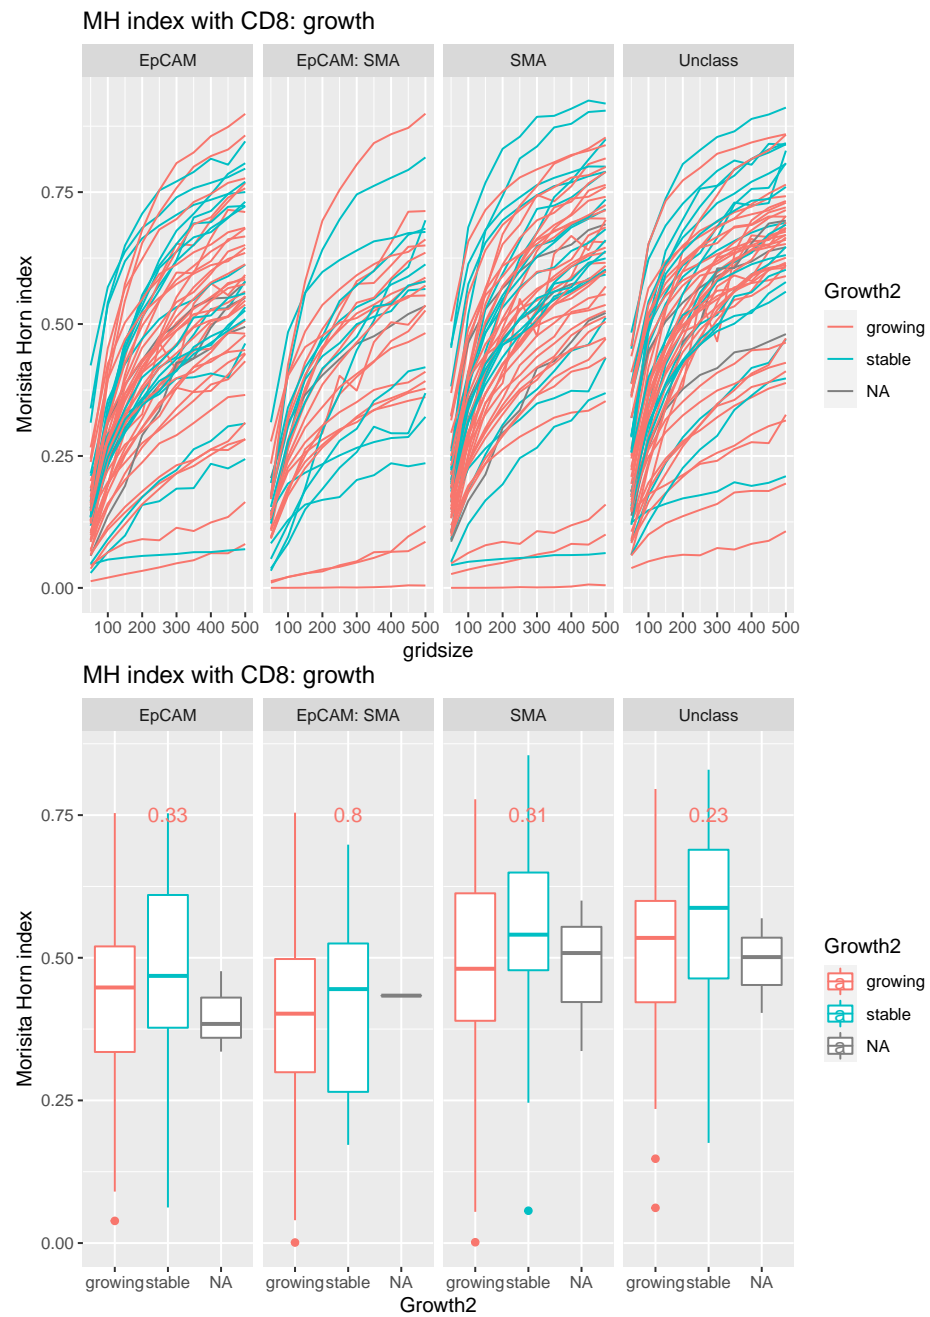 MH index with CD8: growth
EpCAM EpCAM: SMA SMA Unclass
Morisita Horn index
0.75
0.50
0.25
0.00
100 200 300 400 500 100 200 300 400 500 100 200 300 400 500 100 200 300 400 500
gridsize
Growth2
growing
stable
NA
MH index with CD8: growth
EpCAM EpCAM: SMA SMA Unclass
Morisita Horn index
0.75
0.50
0.25
0.00
0.33 0.8 0.31 0.23
growing stable NA growing stable NA growing stable NA growing stable NA
Growth2
Growth2
a growing
a stable
a NA